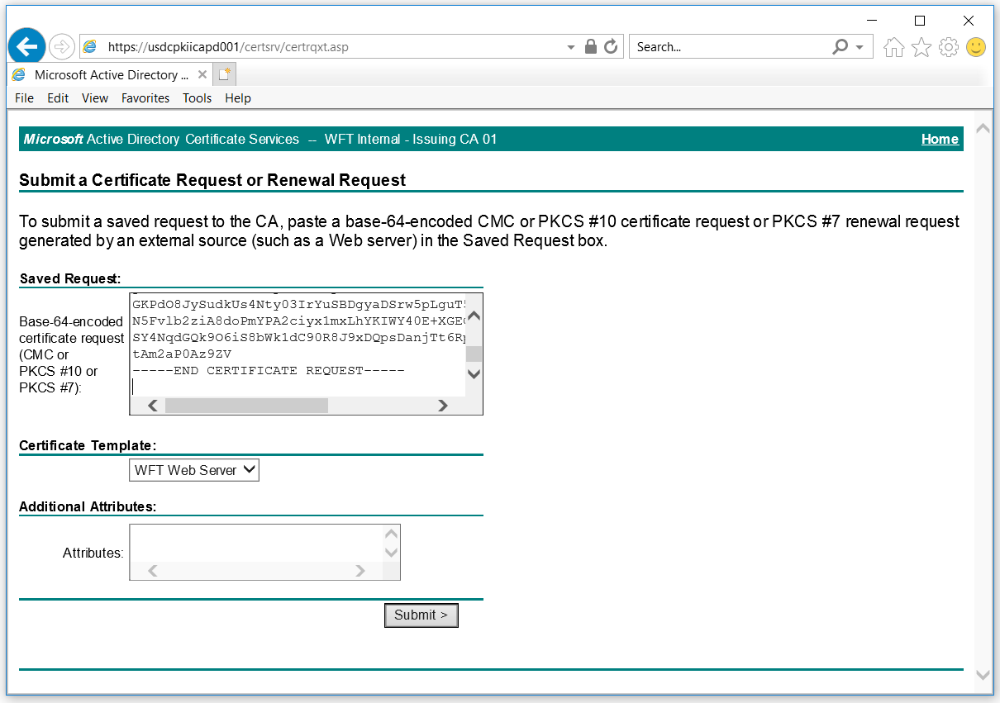 https://usdcpkiicapd001/certsrv/certrqxt.asp
Search...
Microsoft Active Directory ...
File Edit View Favorites Tools Help
Microsoft Active Directory Certificate Services -- WFT Internal - Issuing CA 01 Home
Submit a Certificate Request or Renewal Request
To submit a saved request to the CA, paste a base-64-encoded CMC or PKCS #10 certificate request or PKCS #7 renewal request
generated by an external source (such as a Web server) in the Saved Request box.
Saved Request:
Base-64-encoded
certificate request
(CMC or
PKCS #10 or
PKCS #7):
GKPdO8JySudkUs4Nty03IrYuSBDgyaDSrw5pLguT
N5Fvlb2ziA8doPmYPA2ciyx1mxLhYKIWY40E+XGE
SY4NqdGQk9O6iS8bWk1dC90R8J9xDQpsDanjTt6R
tAm2aP0Az9ZV
-----END CERTIFICATE REQUEST-----
Certificate Template:
WFT Web Server
Additional Attributes:
Attributes:
Submit >